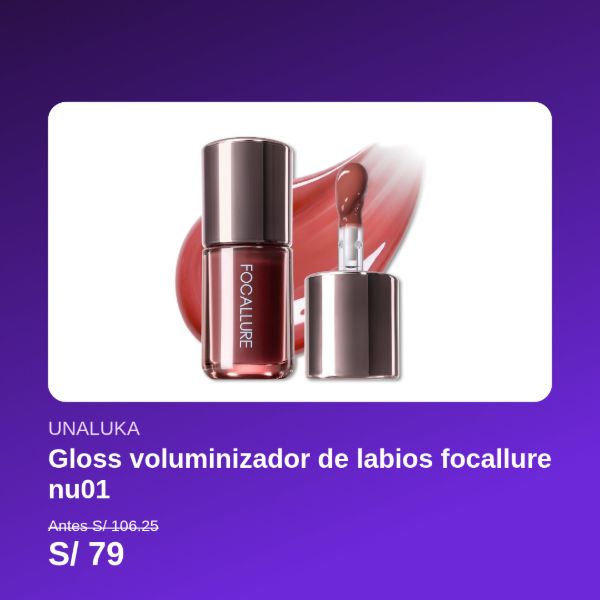 FOCALLURE
UNALUKA
Gloss voluminizador de labios focallure
nu01
Antes S/ 106.25
S/ 79